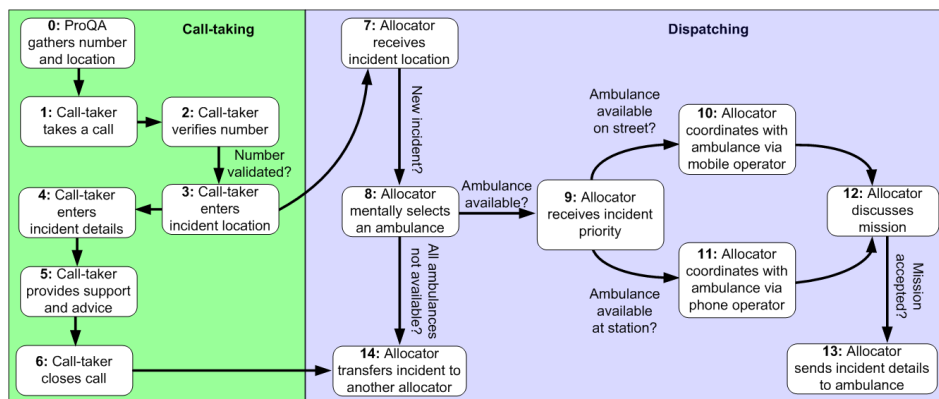 Call-taking
0: ProQA
gathers number
and location
1: Call-taker
takes a call
2: Call-taker
verifies number
Number
validated?
3: Call-taker
enters
incident location
4: Call-taker
enters
incident details
5: Call-taker
provides support
and advice
6: Call-taker
closes call
Dispatching
7: Allocator
receives
incident location
New incident?
8: Allocator
mentally selects
an ambulance
Ambulance
available?
All ambulances
not available?
9: Allocator
receives incident
priority
Ambulance
available
on street?
10: Allocator
coordinates with
ambulance via
mobile operator
Ambulance
available
at station?
11: Allocator
coordinates with
ambulance via
phone operator
12: Allocator
discusses
mission
Mission
accepted?
13: Allocator
sends incident details
to ambulance
14: Allocator
transfers incident to
another allocator